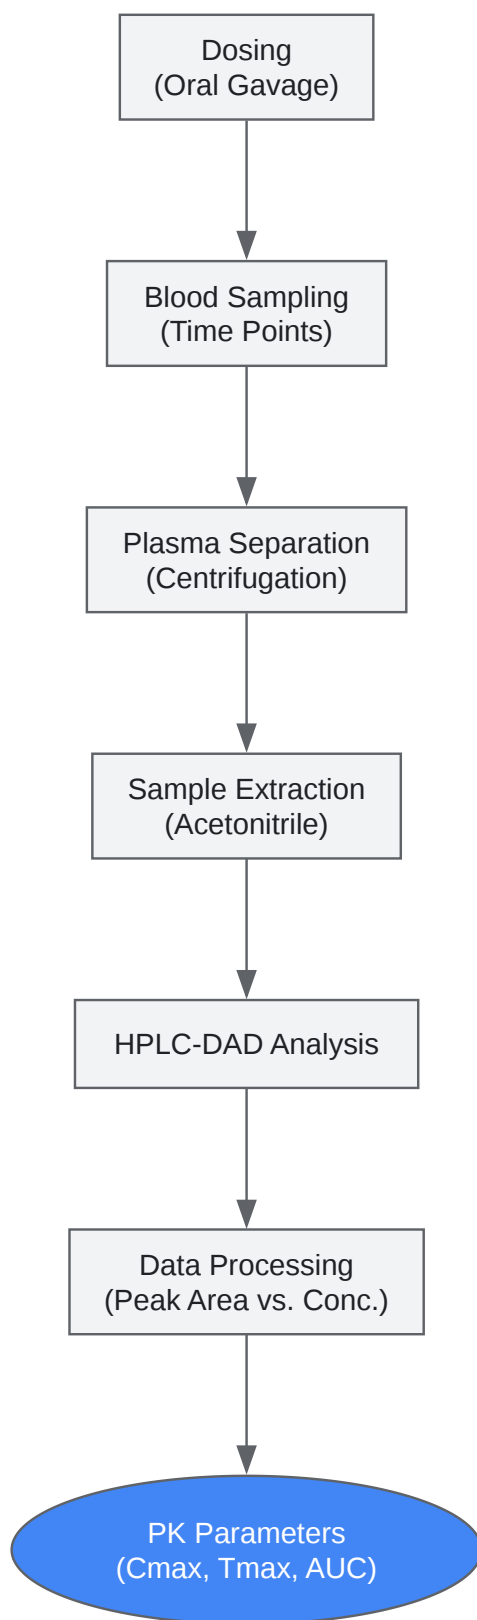 Dosing
(Oral Gavage)
Blood Sampling
(Time Points)
Plasma Separation
(Centrifugation)
Sample Extraction
(Acetonitrile)
HPLC-DAD Analysis
Data Processing
(Peak Area vs. Conc.)
PK Parameters
(Cmax, Tmax, AUC)